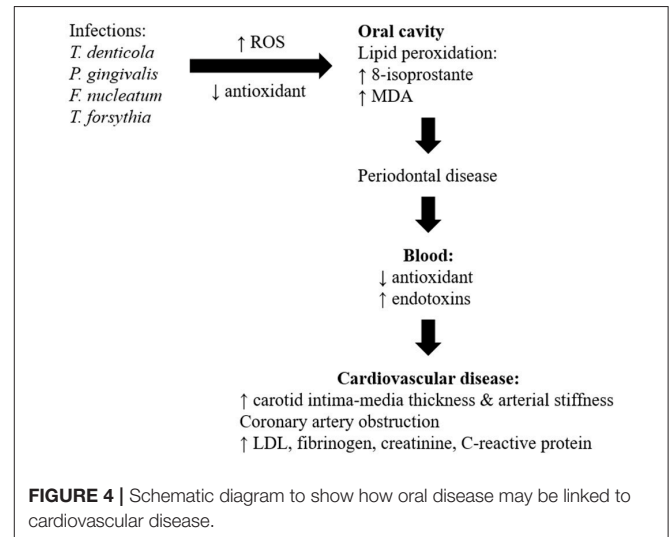 Infections:
T. denticola
P. gingivalis
F. nucleatum
T. forsythia
↑ ROS
↓ antioxidant
Oral cavity
Lipid peroxidation:
↑ 8-isoprostante
↑ MDA
Periodontal disease
Blood:
↓ antioxidant
↑ endotoxins
Cardiovascular disease:
↑ carotid intima-media thickness & arterial stiffness
Coronary artery obstruction
↑ LDL, fibrinogen, creatinine, C-reactive protein
FIGURE 4 | Schematic diagram to show how oral disease may be linked to
cardiovascular disease.